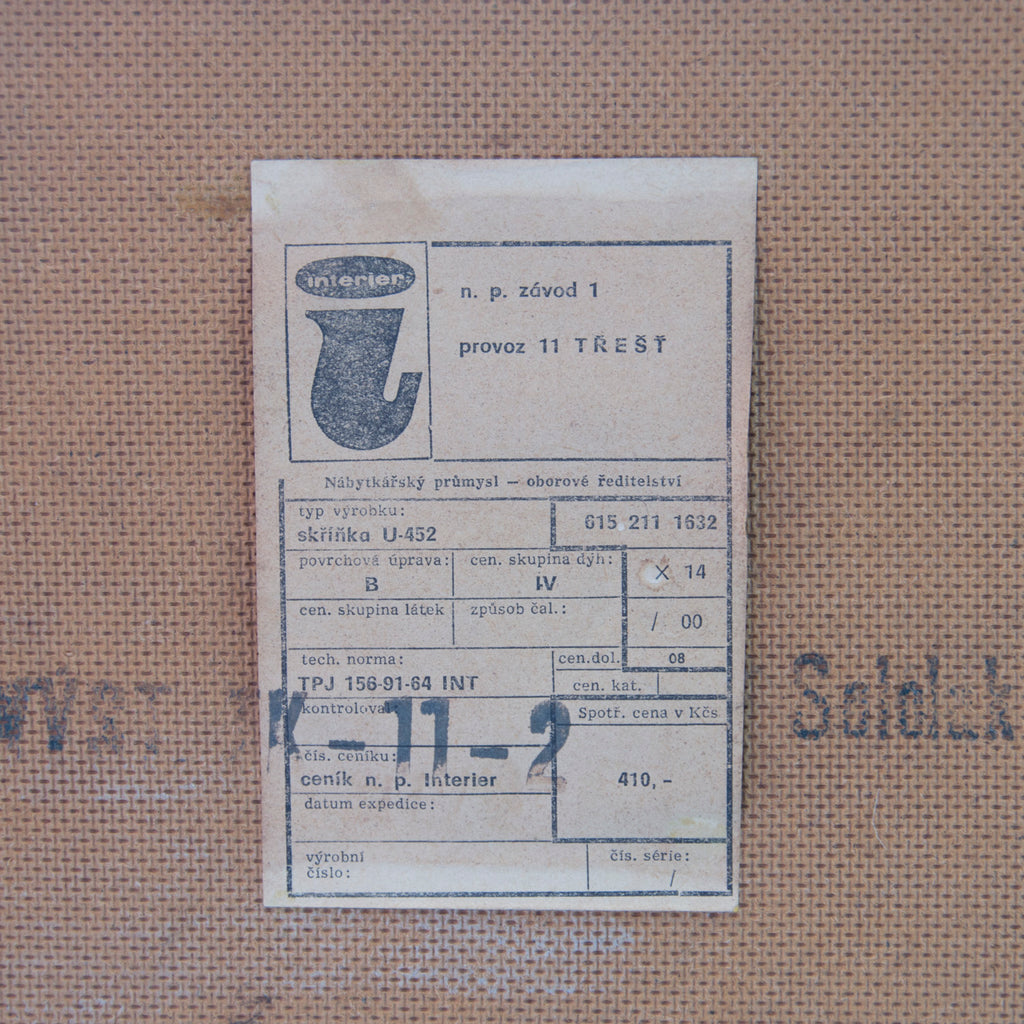 interier
n. p. závod 1
provoz 11 TŘEŠŤ
Nábytkářský průmysl — oborové ředitelství
typ výrobku:
skříňka U-452
615 211 1632
povrchová úprava:
B
cen. skupina dýh:
IV
X 14
cen. skupina látek
způsob čal.:
/ 00
tech. norma:
TPJ 156-91-64 INT
cen.dol.
08
cen. kat.
kontroloval
K-11-2
Spotř. cena v Kčs
čís. ceníku:
ceník n. p. Interier
410,-
datum expedice:
výrobní
číslo:
čís. série:
/